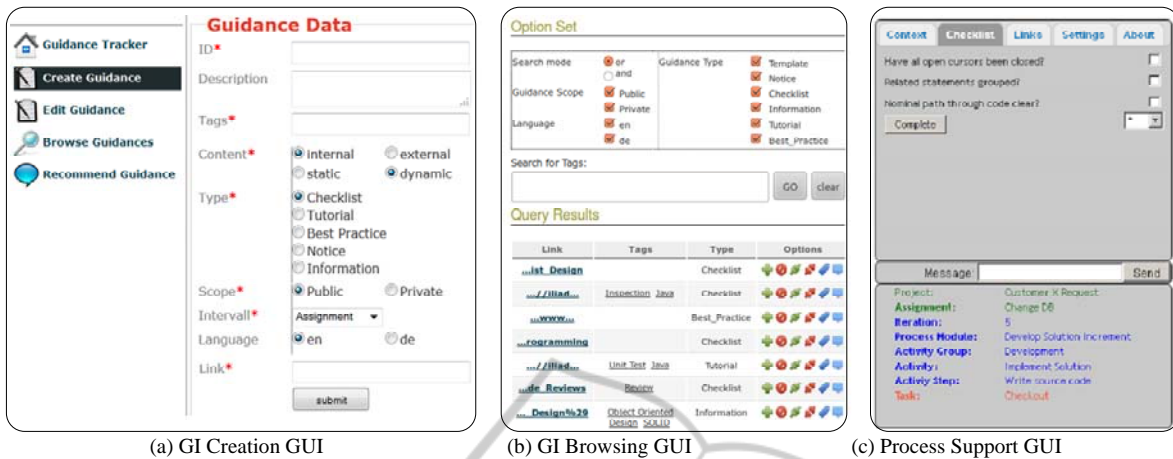 Guidance Tracker
Create Guidance
Edit Guidance
Browse Guidances
Recommend Guidance
Guidance Data
ID*
Description
Tags*
Content* internal external
static dynamic
Type* Checklist
Tutorial
Best Practice
Notice
Information
Scope* Public Private
Intervall* Assignment
Language en de
Link*
submit
(a) GI Creation GUI
Option Set
Search mode or Guidance Type Template
and Notice
Guidance Scope Public Checklist
Private Information
Language en Tutorial
de Best_Practice
Search for Tags:
GO clear
Query Results
Link Tags Type Options
...ist_Design Checklist
...//iliad... Inspection Java Checklist
...www... Best_Practice
...rogramming Checklist
...//iliad... Unit Test Java Tutorial
...de_Reviews Review Checklist
..._Design%29 Object Oriented Information
Design SOLID
(b) GI Browsing GUI
Context Checklist Links Settings About
Have all open cursors been closed?
Related statements grouped?
Nominal path through code clear?
Complete
Message: Send
Project: Customer X Request
Assignment: Change DB
Iteration: 5
Process Module: Develop Solution Increment
Activity Group: Development
Activity: Implement Solution
Activiy Step: Write source code
Task: Checkout
(c) Process Support GUI